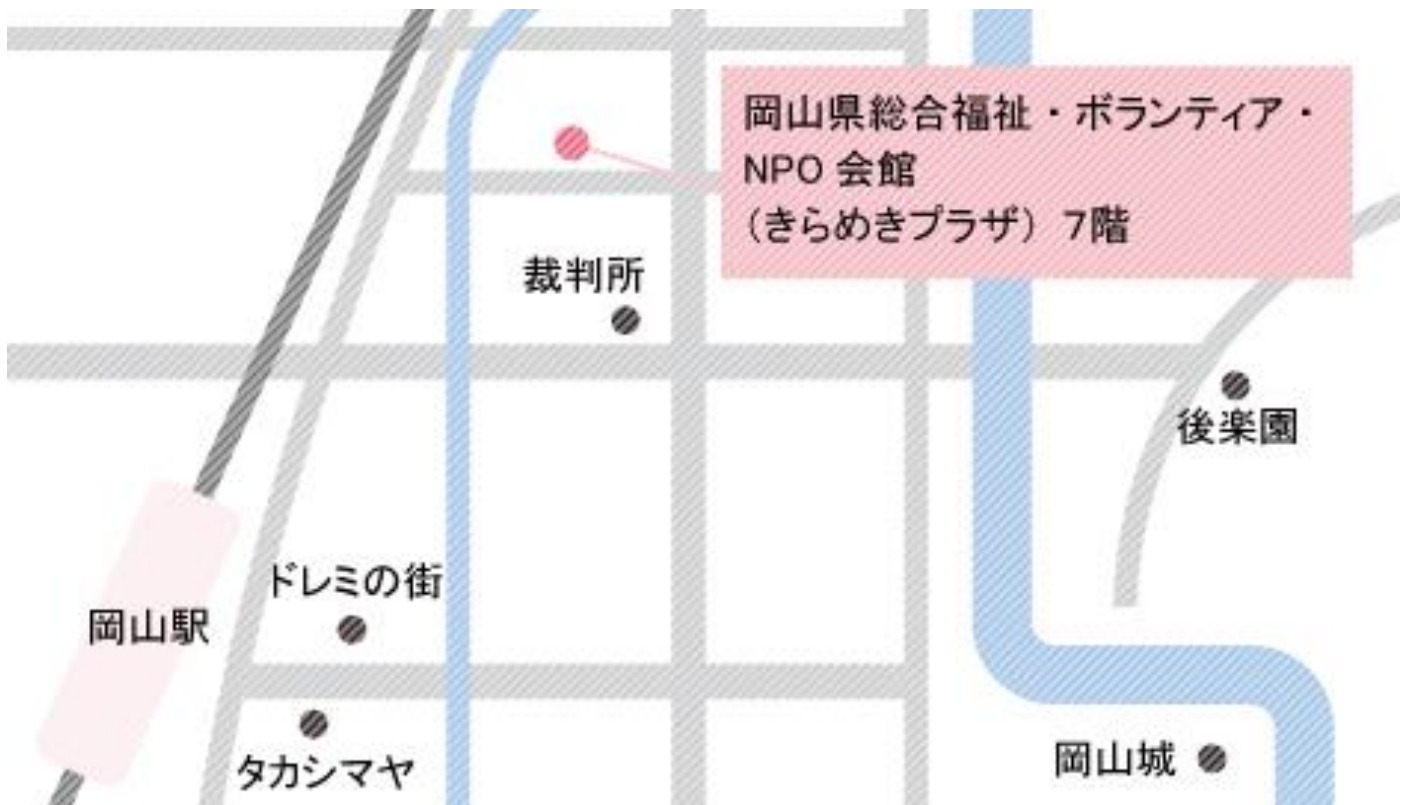 岡山県総合福祉・ボランティア・
NPO 会館
（きらめきプラザ）７階
裁判所
後楽園
ドレミの街
岡山駅
タカシマヤ
岡山城